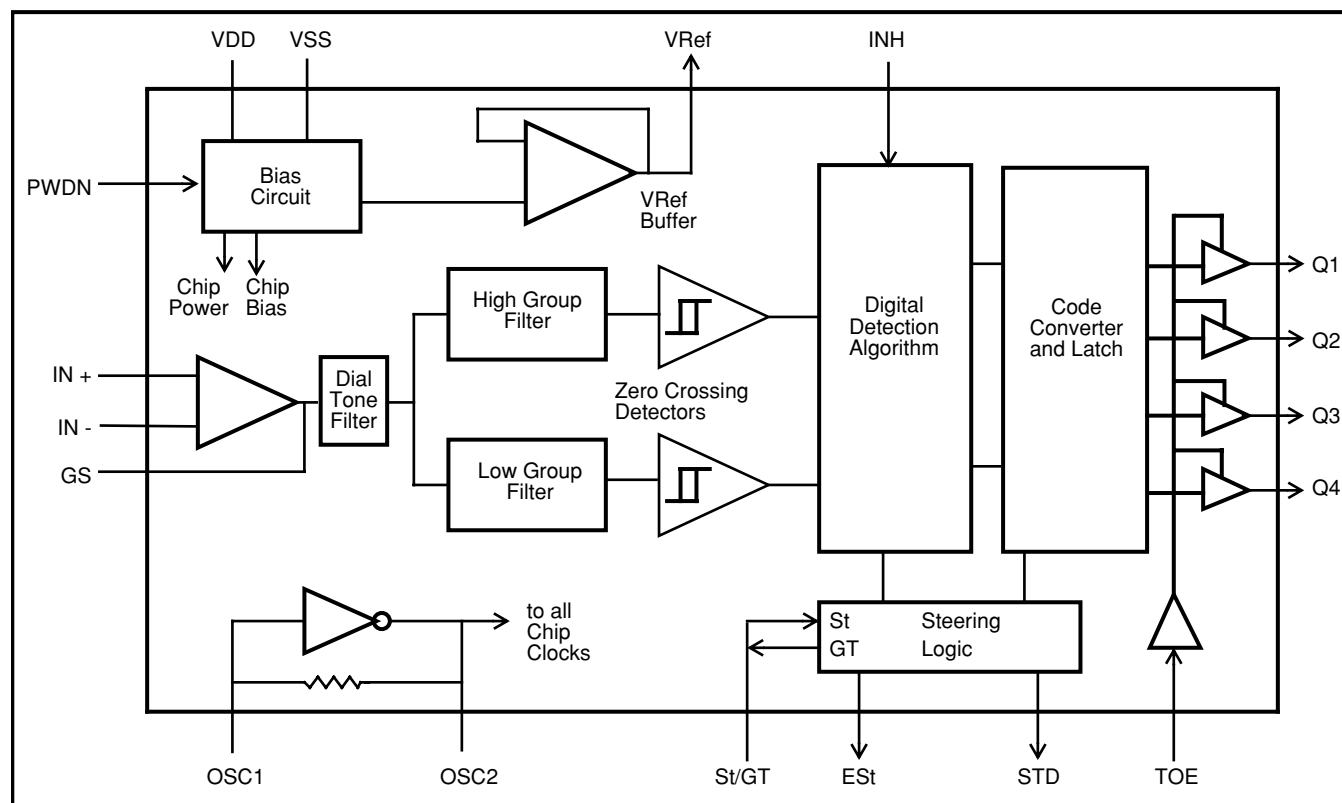 VDD
VSS
VRef
INH
PWDN
Bias
Circuit
VRef
Buffer
Chip
Power
Chip
Bias
High Group
Filter
Digital
Detection
Algorithm
Code
Converter
and Latch
Q1
Q2
Q3
Q4
IN +
IN -
GS
Dial
Tone
Filter
Zero Crossing
Detectors
Low Group
Filter
to all
Chip
Clocks
St
GT
Steering
Logic
OSC1
OSC2
St/GT
ESt
STD
TOE